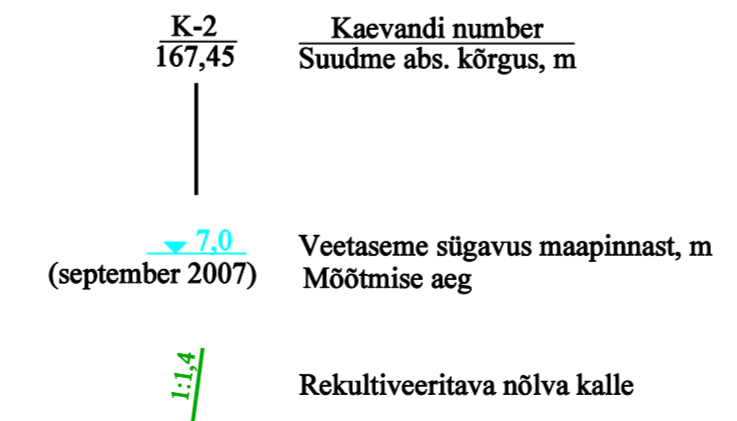 K-2 Kaevandi number
167,45 Suudme abs. kõrgus, m
7,0 Veetaseme sügavus maapinnast, m
(september 2007) Mõõtmise aeg
1:1,4 Rekultiveeritava nõlva kalle